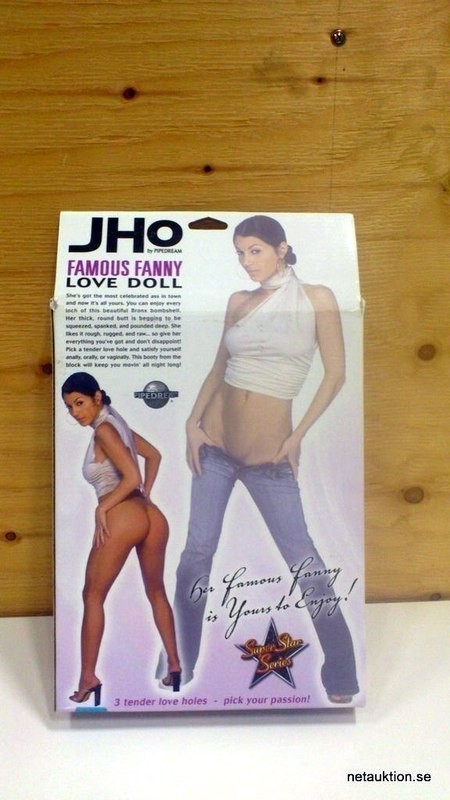 JHo
by PIPEDREAM
FAMOUS FANNY
LOVE DOLL
She's got the most celebrated ass in town
and now it's all yours. You can enjoy every
inch of this beautiful Bronx bombshell.
Her thick, round butt is begging to be
squeezed, spanked, and pounded deep. She
likes it rough, rugged, and raw... so give her
everything you've got and don't disappoint!
Pick a tender love hole and satisfy yourself
anally, orally, or vaginally. This booty from the
block will keep you movin' all night long!
PIPEDREAM
Her Famous Fanny
is Yours to Enjoy!
Super Star
Series
3 tender love holes - pick your passion!
netauktion.se